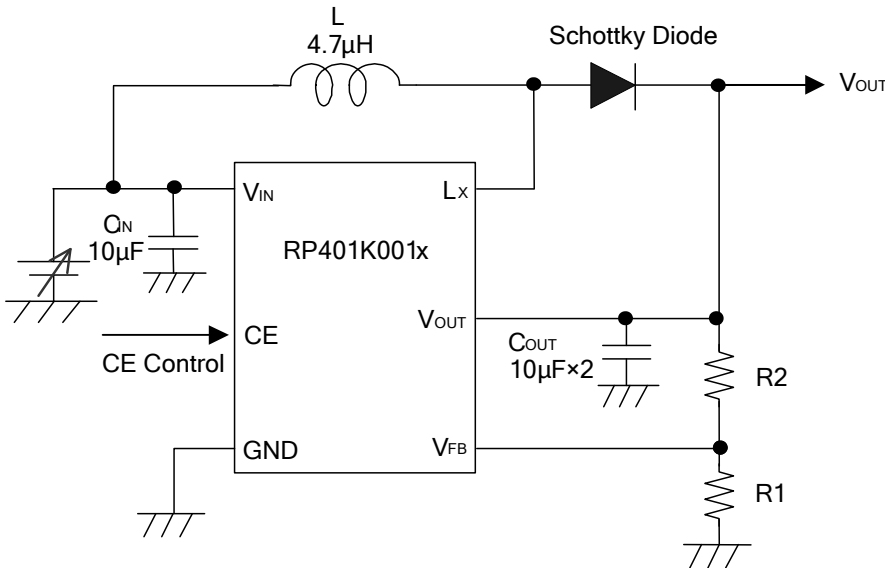 L
4.7µH
Schottky Diode
VOUT
VIN
LX
CIN
10µF
RP401K001x
VOUT
COUT
10µF×2
CE
CE Control
R2
GND
VFB
R1